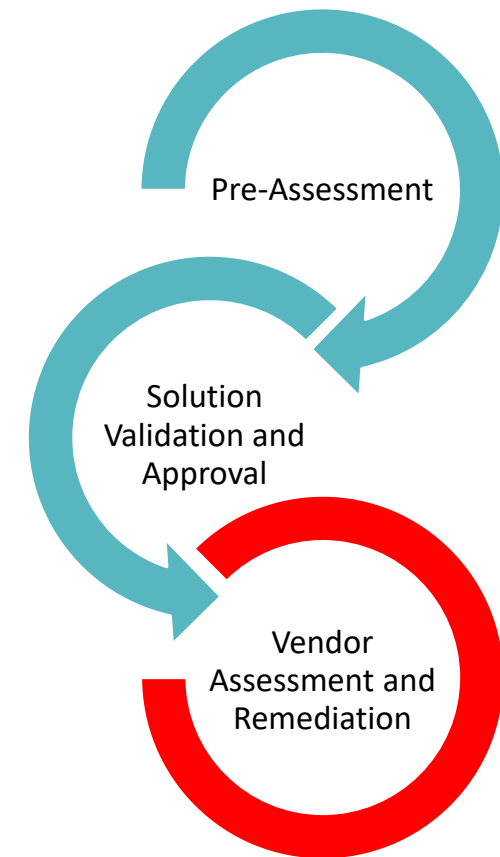 Pre-Assessment
Solution
Validation and
Approval
Vendor
Assessment and
Remediation